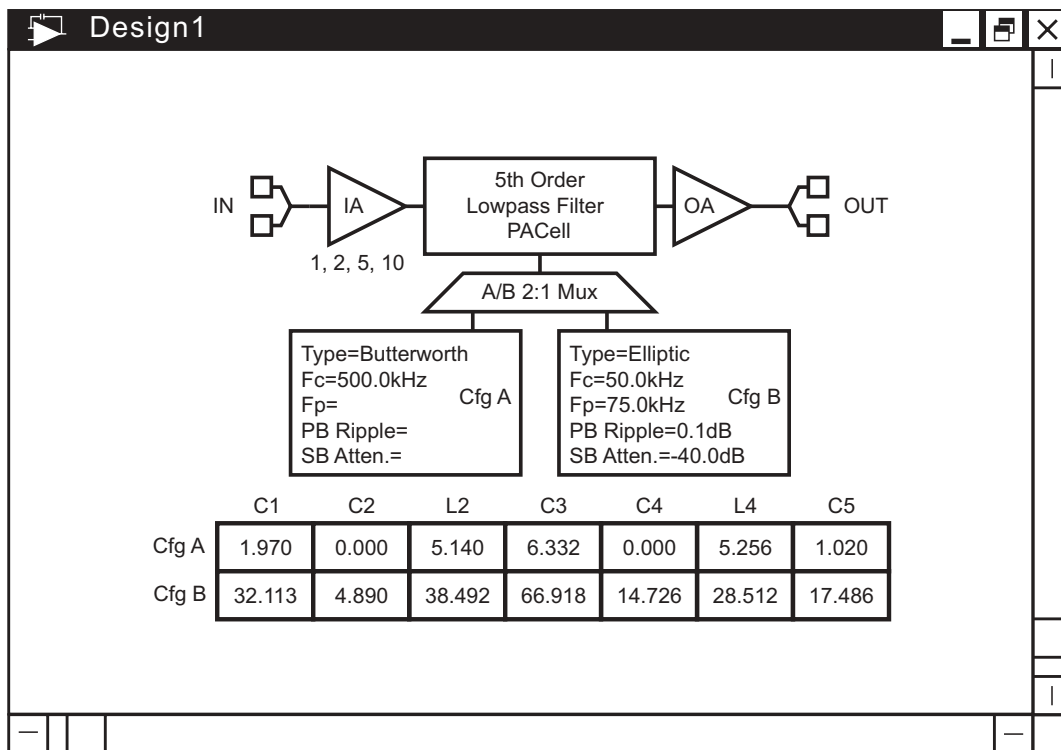 Design1
5th Order
Lowpass Filter
PACell
IN
IA
OA
OUT
1, 2, 5, 10
A/B 2:1 Mux
Type=Butterworth
Fc=500.0kHz
Fp=
PB Ripple=
SB Atten.=
Cfg A
Type=Elliptic
Fc=50.0kHz
Fp=75.0kHz
PB Ripple=0.1dB
SB Atten.=-40.0dB
Cfg B
C1 C2 L2 C3 C4 L4 C5
Cfg A 1.970 0.000 5.140 6.332 0.000 5.256 1.020
Cfg B 32.113 4.890 38.492 66.918 14.726 28.512 17.486